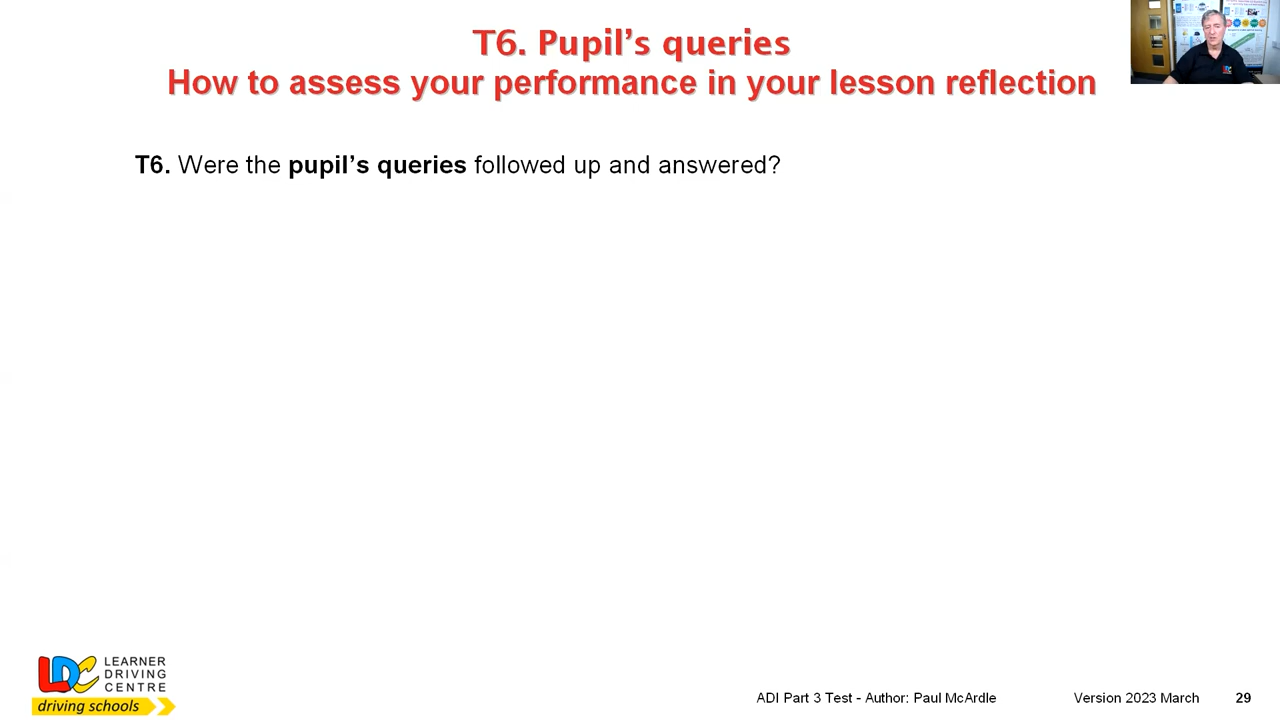 T6. Pupil’s queries
How to assess your performance in your lesson reflection
T6. Were the pupil’s queries followed up and answered?
LDC
LEARNER
DRIVING
CENTRE
driving schools
ADI Part 3 Test - Author: Paul McArdle
Version 2023 March
29